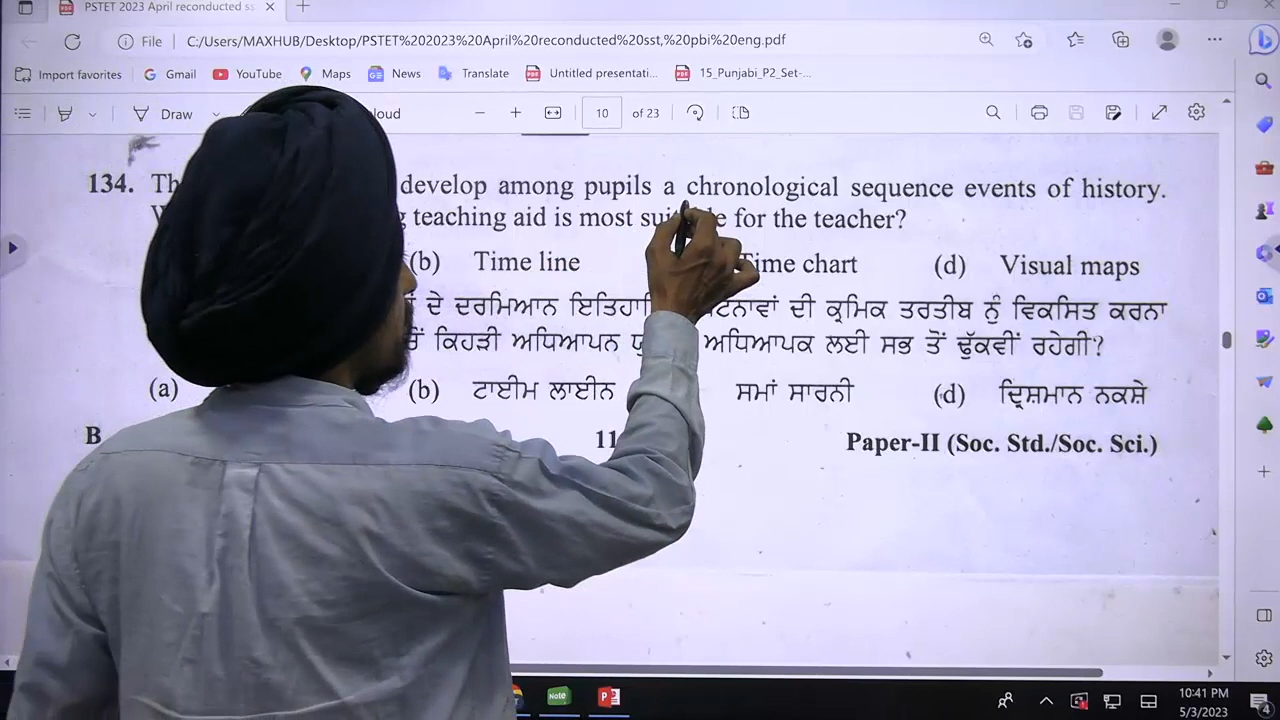 PSTET 2023 April reconducted ss
File C:/Users/MAXHUB/Desktop/PSTET%202023%20April%20reconducted%20sst,%20pbi%20eng.pdf
Import favorites Gmail YouTube Maps News Translate Untitled presentati... 15_Punjabi_P2_Set-...
Draw loud 10 of 23
134. develop among pupils a chronological sequence events of history.
teaching aid is most for the teacher?
(b) Time line Time chart (d) Visual maps
ਦੇ ਦਰਮਿਆਨ ਦੀ ਕ੍ਰਮਿਕ ਤਰਤੀਬ ਨੂੰ ਵਿਕਸਿਤ ਕਰਨਾ
ਕਿਹੜੀ ਅਧਿਆਪਨ ਅਧਿਆਪਕ ਲਈ ਸਭ ਤੋਂ ਢੁੱਕਵੀਂ ਰਹੇਗੀ?
(a) (b) ਟਾਈਮ ਲਾਈਨ ਸਮਾਂ ਸਾਰਨੀ (d) ਦ੍ਰਿਸ਼ਮਾਨ ਨਕਸ਼ੇ
B 11 Paper-II (Soc. Std./Soc. Sci.)
Note
10:41 PM
5/3/2023
4